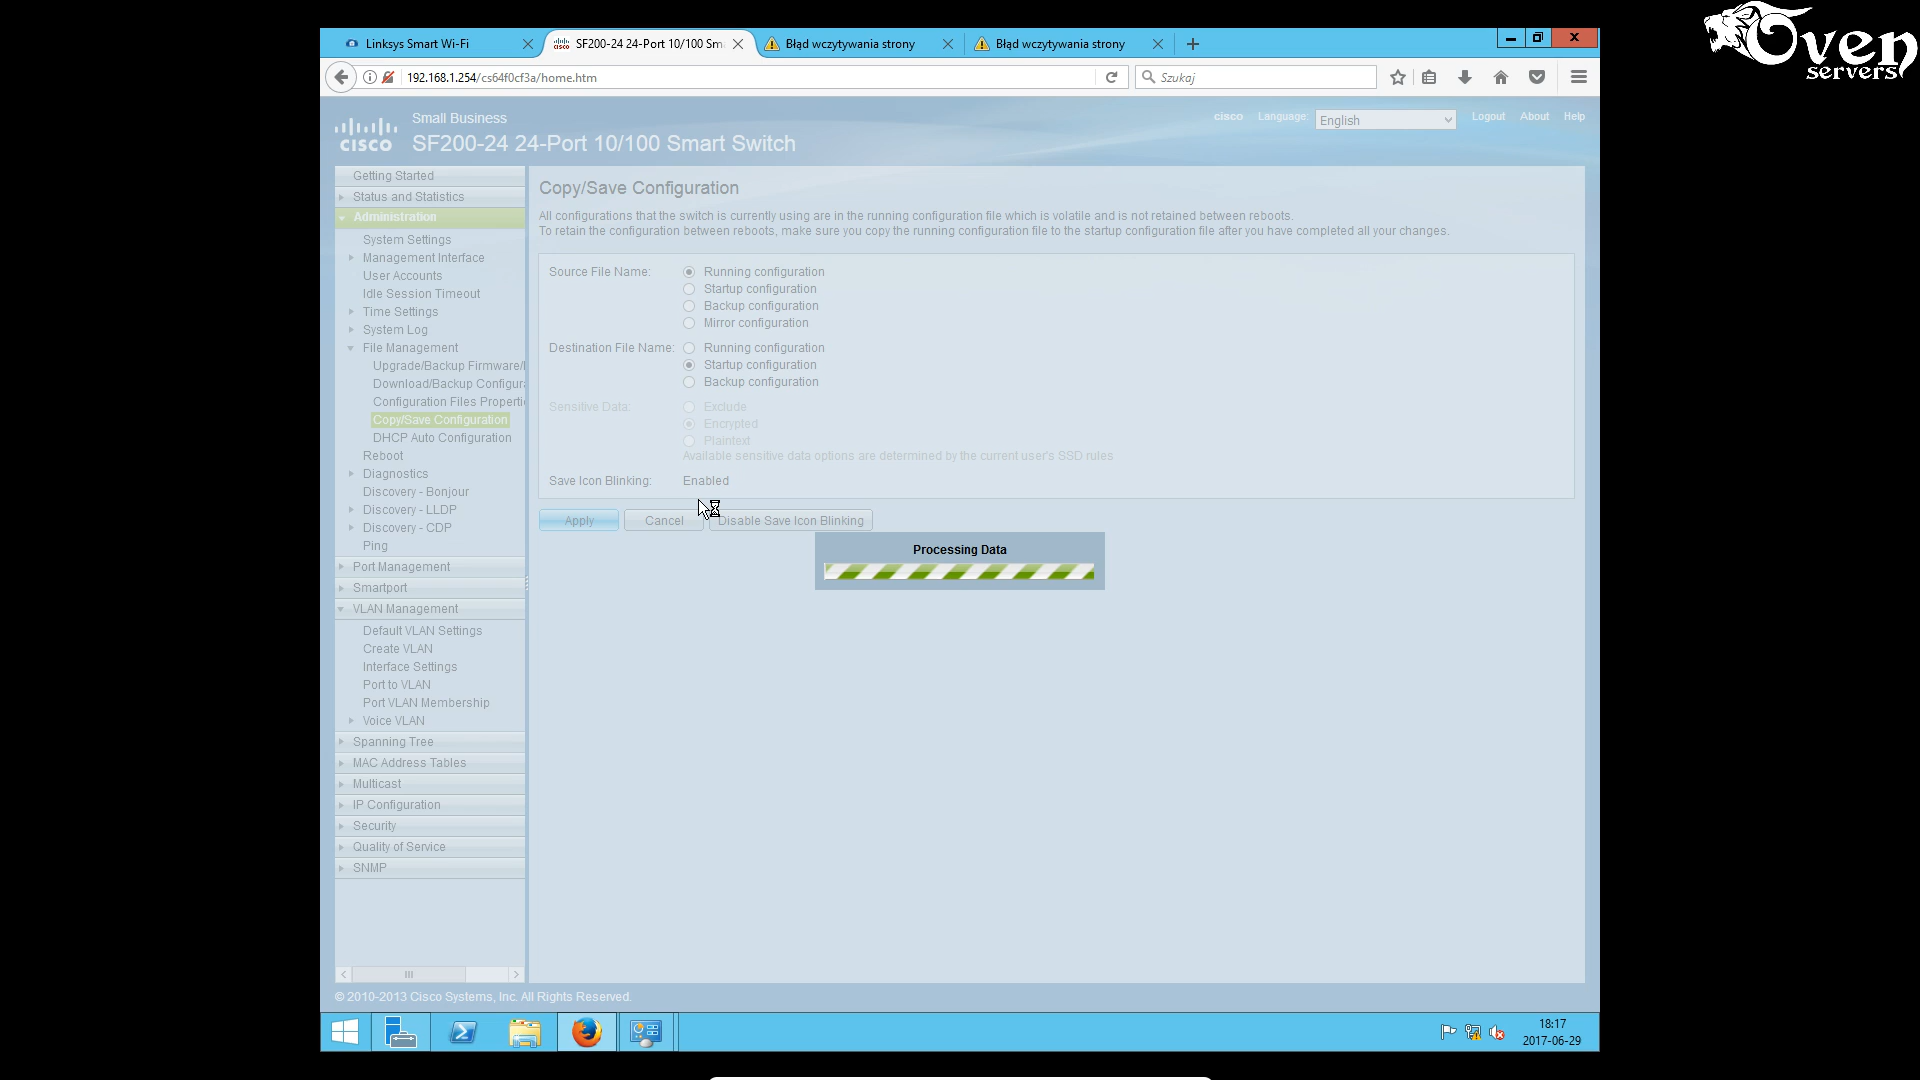 Oven
servers
Linksys Smart Wi-Fi
SF200-24 24-Port 10/100 Sm
Błąd wczytywania strony
Błąd wczytywania strony
192.168.1.254/cs64f0cf3a/home.htm
Szukaj
cisco
Small Business
SF200-24 24-Port 10/100 Smart Switch
cisco Language: English Logout About Help
Getting Started
Status and Statistics
Administration
System Settings
Management Interface
User Accounts
Idle Session Timeout
Time Settings
System Log
File Management
Upgrade/Backup Firmware/
Download/Backup Configur
Configuration Files Properti
Copy/Save Configuration
DHCP Auto Configuration
Reboot
Diagnostics
Discovery - Bonjour
Discovery - LLDP
Discovery - CDP
Ping
Port Management
Smartport
VLAN Management
Default VLAN Settings
Create VLAN
Interface Settings
Port to VLAN
Port VLAN Membership
Voice VLAN
Spanning Tree
MAC Address Tables
Multicast
IP Configuration
Security
Quality of Service
SNMP
Copy/Save Configuration
All configurations that the switch is currently using are in the running configuration file which is volatile and is not retained between reboots.
To retain the configuration between reboots, make sure you copy the running configuration file to the startup configuration file after you have completed all your changes.
Source File Name: Running configuration
Startup configuration
Backup configuration
Mirror configuration
Destination File Name: Running configuration
Startup configuration
Backup configuration
Sensitive Data: Exclude
Encrypted
Plaintext
Available sensitive data options are determined by the current user's SSD rules
Save Icon Blinking: Enabled
Apply Cancel Disable Save Icon Blinking
Processing Data
© 2010-2013 Cisco Systems, Inc. All Rights Reserved.
18:17
2017-06-29